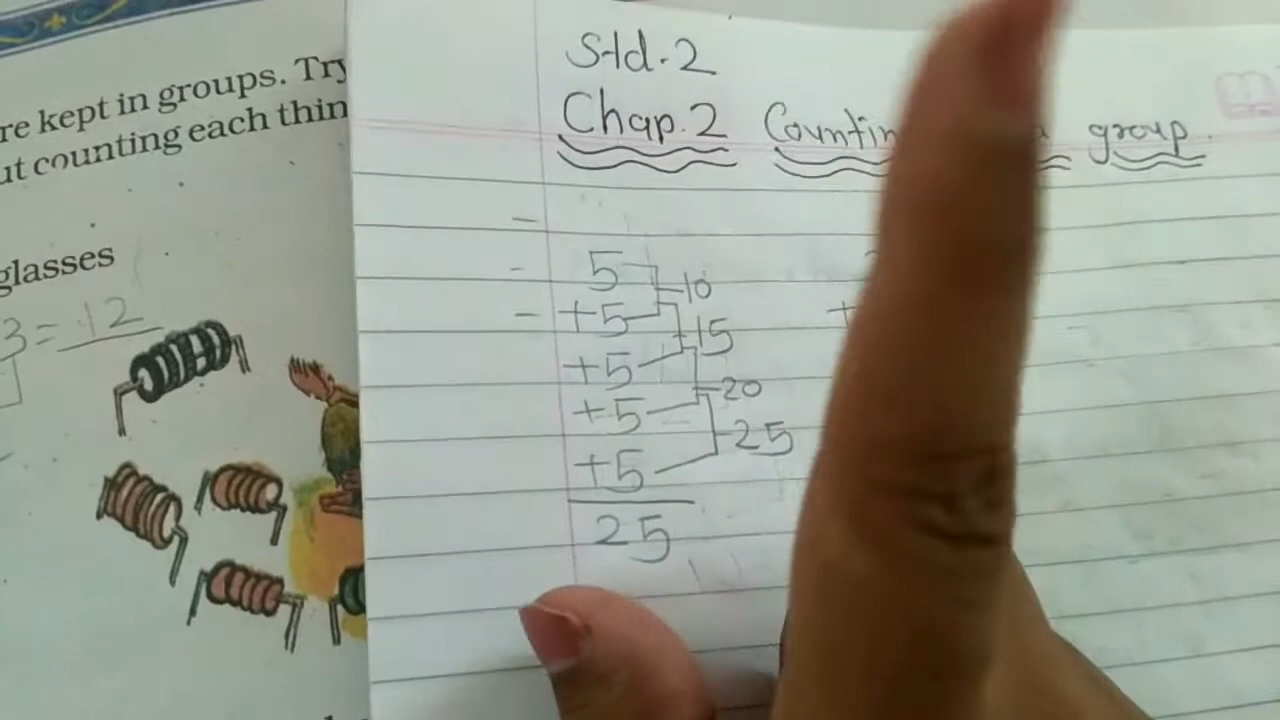 re kept in groups. Try
ut counting each thin
glasses
3 = 12
Std. 2
Chap. 2 Countin group.
5
+5
+5
+5
+5
25
10
15
20
25
+